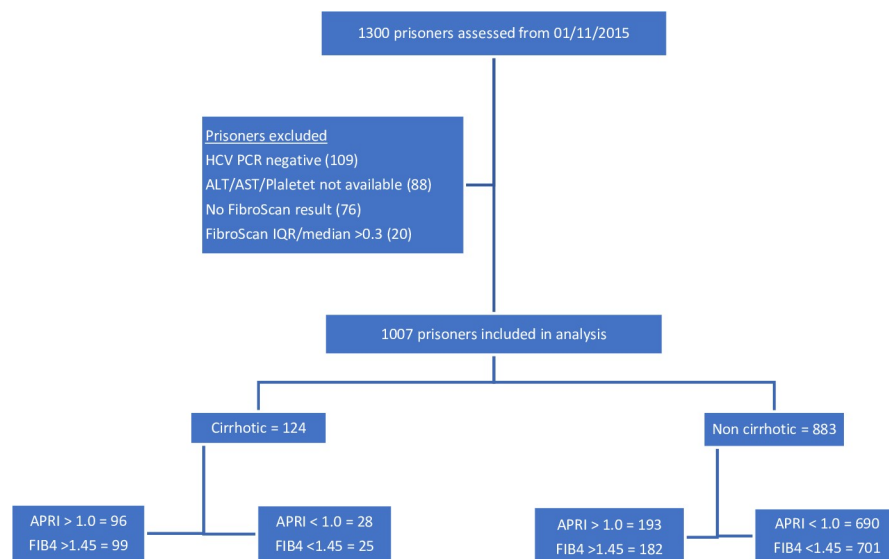 1300 prisoners assessed from 01/11/2015
Prisoners excluded
HCV PCR negative (109)
ALT/AST/Plaletet not available (88)
No FibroScan result (76)
FibroScan IQR/median >0.3 (20)
1007 prisoners included in analysis
Cirrhotic = 124
Non cirrhotic = 883
APRI > 1.0 = 96
FIB4 >1.45 = 99
APRI < 1.0 = 28
FIB4 <1.45 = 25
APRI > 1.0 = 193
FIB4 >1.45 = 182
APRI < 1.0 = 690
FIB4 <1.45 = 701